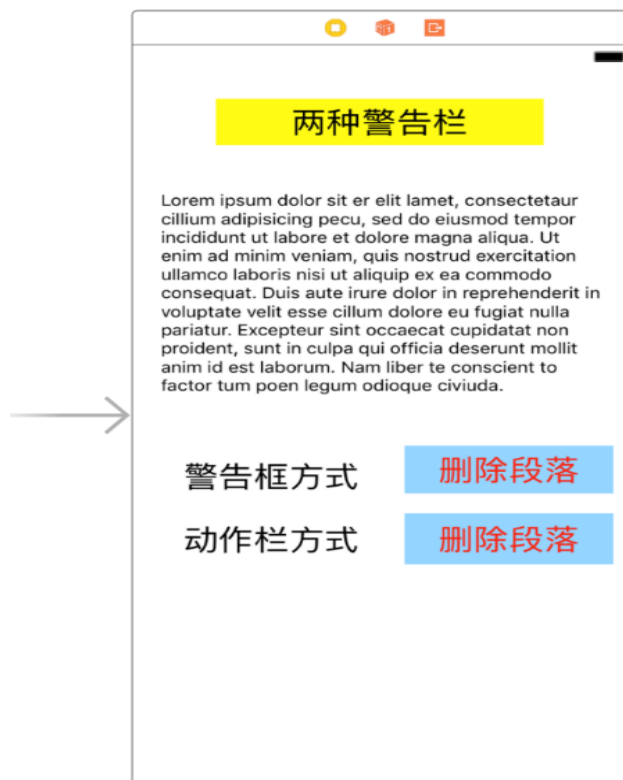 两种警告栏
Lorem ipsum dolor sit er elit lamet, consectetaur
cillium adipisicing pecu, sed do eiusmod tempor
incididunt ut labore et dolore magna aliqua. Ut
enim ad minim veniam, quis nostrud exercitation
ullamco laboris nisi ut aliquip ex ea commodo
consequat. Duis aute irure dolor in reprehenderit in
voluptate velit esse cillum dolore eu fugiat nulla
pariatur. Excepteur sint occaecat cupidatat non
proident, sunt in culpa qui officia deserunt mollit
anim id est laborum. Nam liber te conscient to
factor tum poen legum odioque civiuda.
警告框方式 删除段落
动作栏方式 删除段落